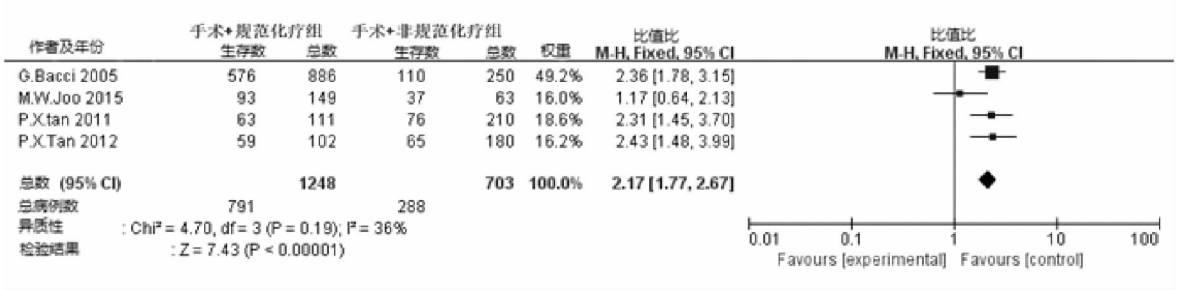 手术+规范化疗组 手术+非规范化疗组 比值比 比值比
作者及年份 生存数 总数 生存数 总数 权重 M-H, Fixed, 95% CI M-H, Fixed, 95% CI
G.Bacci 2005 576 886 110 250 49.2% 2.36 [1.78, 3.15]
M.W.Joo 2015 93 149 37 63 16.0% 1.17 [0.64, 2.13]
P.X.tan 2011 63 111 76 210 18.6% 2.31 [1.45, 3.70]
P.X.Tan 2012 59 102 65 180 16.2% 2.43 [1.48, 3.99]
总数 (95% CI) 1248 703 100.0% 2.17 [1.77, 2.67]
总病例数 791 288
异质性 : Chi² = 4.70, df = 3 (P = 0.19); I² = 36%
检验结果 : Z = 7.43 (P < 0.00001)
0.01 0.1 1 10 100
Favours [experimental] Favours [control]